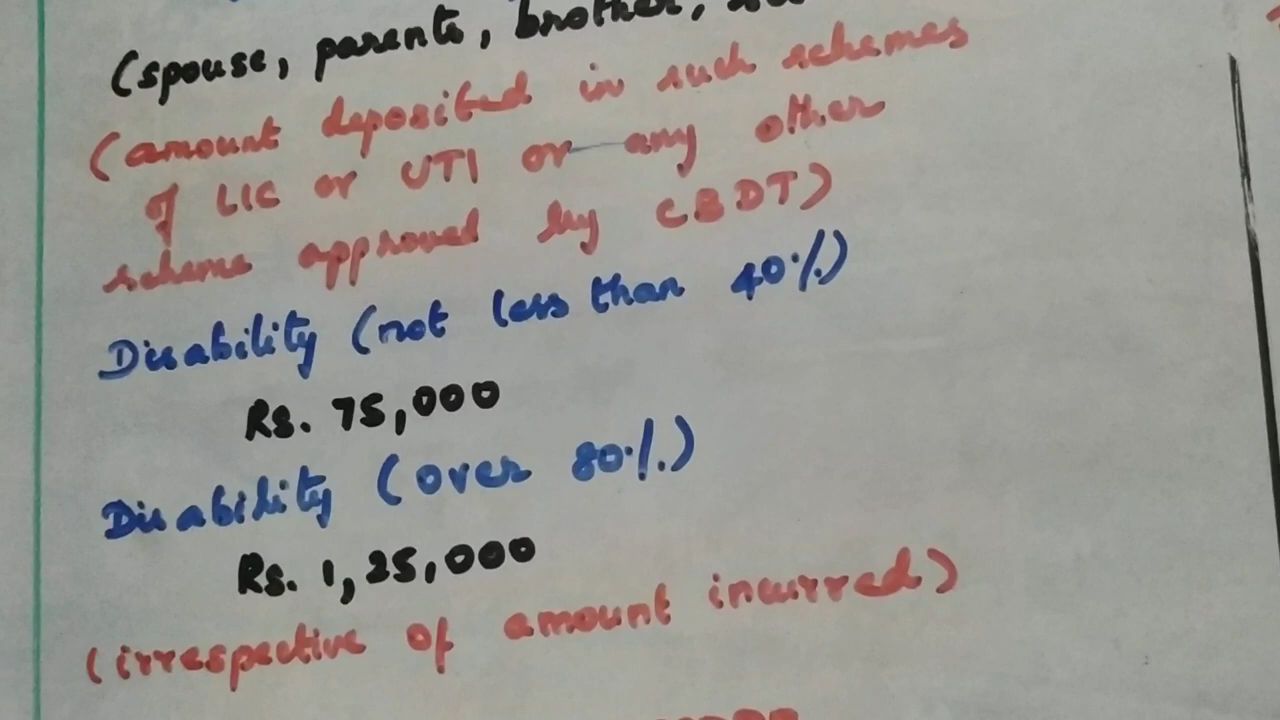 (spouse, parents, brother,
(amount deposited in such schemes
of LIC or UTI or any other
scheme approved by CBDT)
Disability (not less than 40%)
Rs. 75,000
Disability (over 80%)
Rs. 1,25,000
(irrespective of amount incurred)